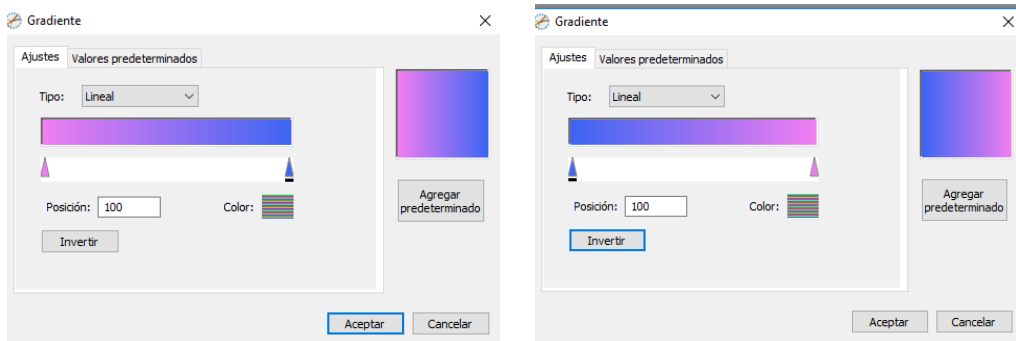 Gradiente
Ajustes Valores predeterminados
Tipo: Lineal
Posición: 100 Color:
Invertir
Agregar
predeterminado
Aceptar Cancelar
Gradiente
Ajustes Valores predeterminados
Tipo: Lineal
Posición: 100 Color:
Invertir
Agregar
predeterminado
Aceptar Cancelar